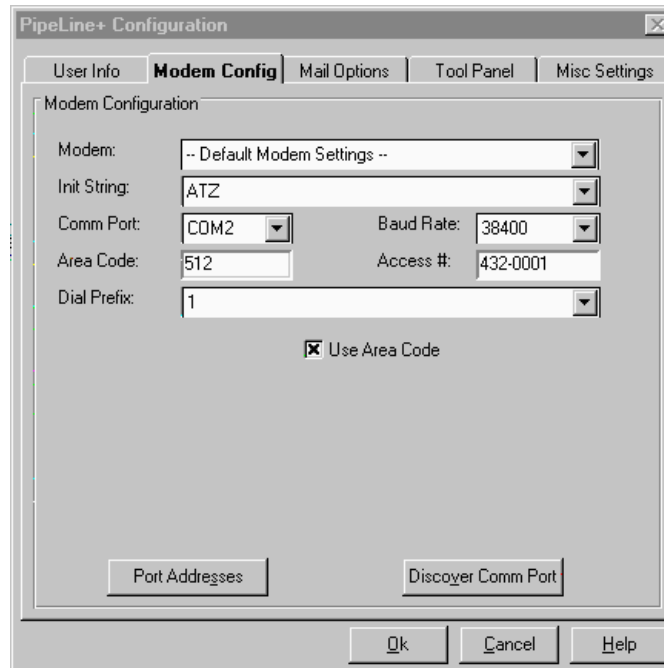 PipeLine+ Configuration
User Info
Modem Config
Mail Options
Tool Panel
Misc Settings
Modem Configuration
Modem: -- Default Modem Settings --
Init String: ATZ
Comm Port: COM2 Baud Rate: 38400
Area Code: 512 Access #: 432-0001
Dial Prefix: 1
Use Area Code
Port Addresses
Discover Comm Port
Ok
Cancel
Help